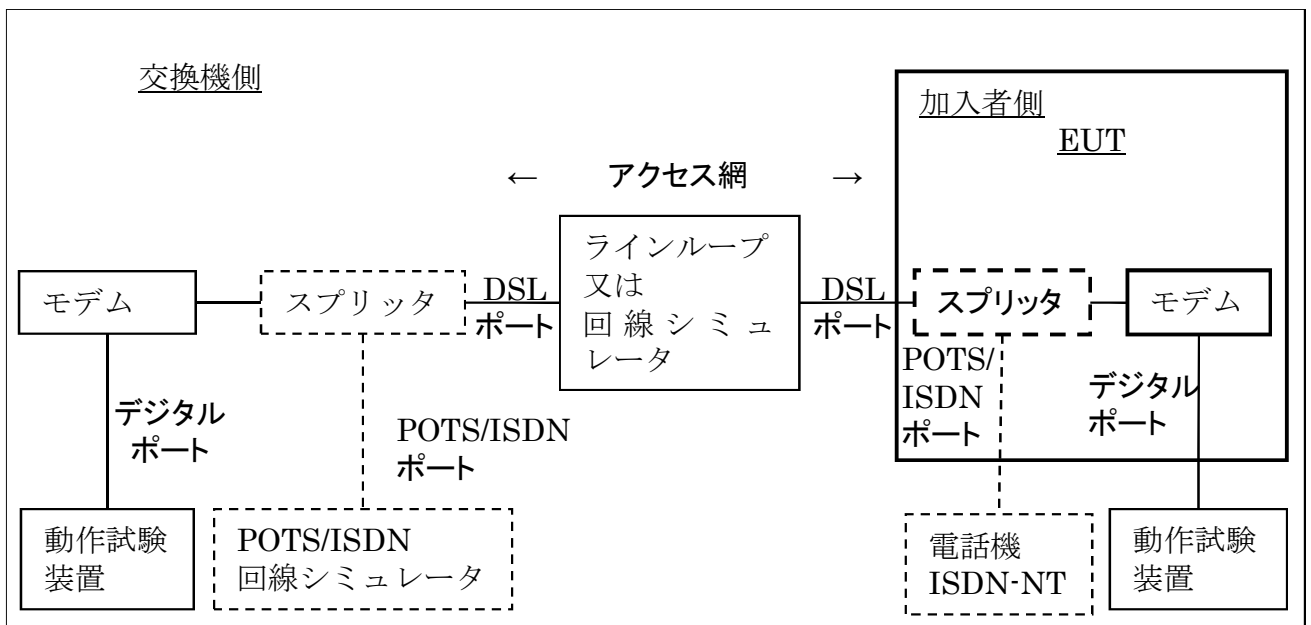 交換機側
加入者側
EUT
← アクセス網 →
ラインループ
又は
回線シミュ
レータ
モデム
スプリッタ
DSL
ポート
DSL
ポート
スプリッタ
モデム
デジタル
ポート
POTS/ISDN
ポート
POTS/
ISDN
ポート
デジタル
ポート
動作試験
装置
POTS/ISDN
回線シミュレータ
電話機
ISDN-NT
動作試験
装置